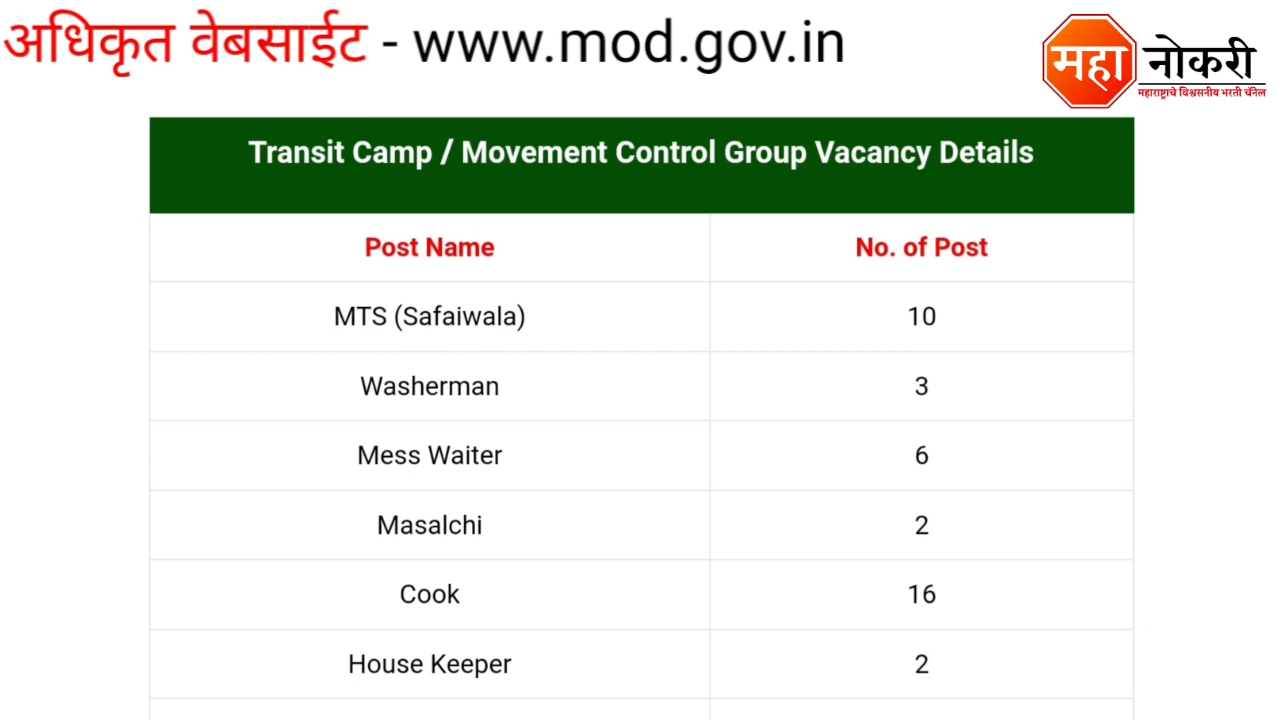 अधिकृत वेबसाईट - www.mod.gov.in
महा नोकरी
महाराष्ट्राचे विश्वसनीय भरती चॅनेल
Transit Camp / Movement Control Group Vacancy Details
Post Name No. of Post
MTS (Safaiwala) 10
Washerman 3
Mess Waiter 6
Masalchi 2
Cook 16
House Keeper 2